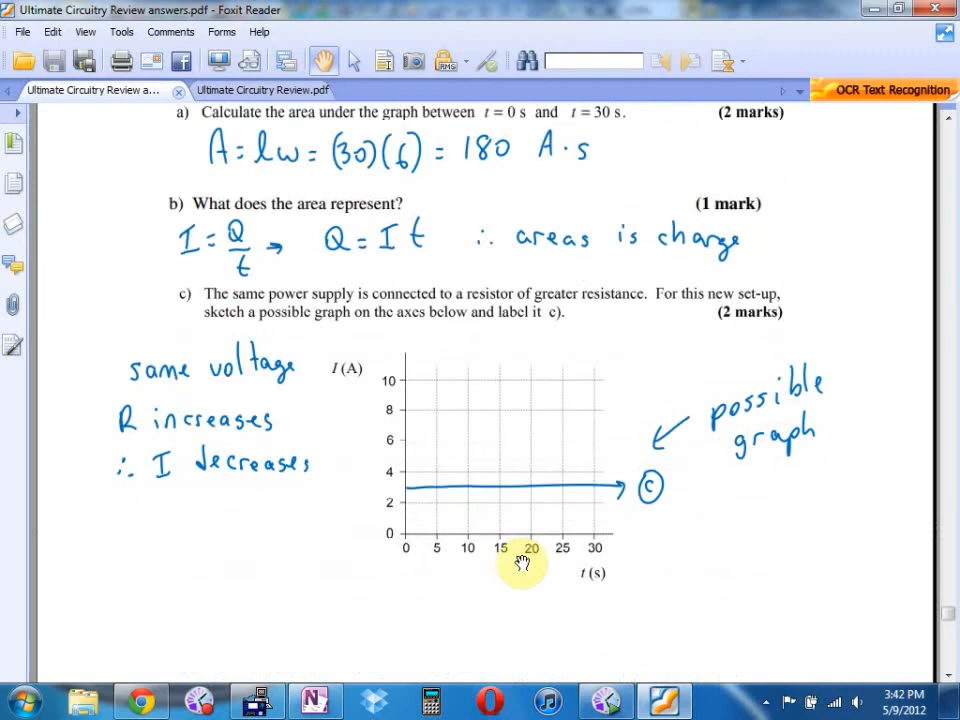 Ultimate Circuitry Review answers.pdf - Foxit Reader
File Edit View Tools Comments Forms Help
Ultimate Circuitry Review a... Ultimate Circuitry Review.pdf OCR Text Recognition
a) Calculate the area under the graph between t = 0 s and t = 30 s. (2 marks)
A = lw = (30)(6) = 180 A·s
b) What does the area represent? (1 mark)
I = Q/t → Q = I t ∴ areas is charge
c) The same power supply is connected to a resistor of greater resistance. For this new set-up,
sketch a possible graph on the axes below and label it c). (2 marks)
same voltage
R increases
∴ I decreases
I (A)
10
8
6
4
2
0
0 5 10 15 20 25 30
t (s)
possible
graph
c
3:42 PM
5/9/2012